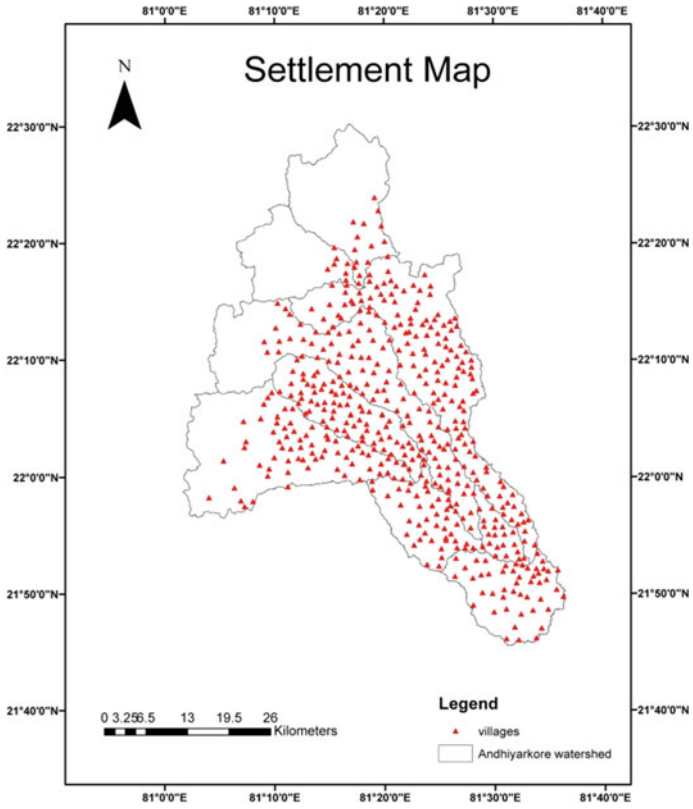 81°0'0"E 81°10'0"E 81°20'0"E 81°30'0"E 81°40'0"E
Settlement Map
N
22°30'0"N 22°30'0"N
22°20'0"N 22°20'0"N
22°10'0"N 22°10'0"N
22°0'0"N 22°0'0"N
21°50'0"N 21°50'0"N
21°40'0"N 21°40'0"N
0 3.25 6.5 13 19.5 26
Kilometers
Legend
villages
Andhiyarkore watershed
81°0'0"E 81°10'0"E 81°20'0"E 81°30'0"E 81°40'0"E